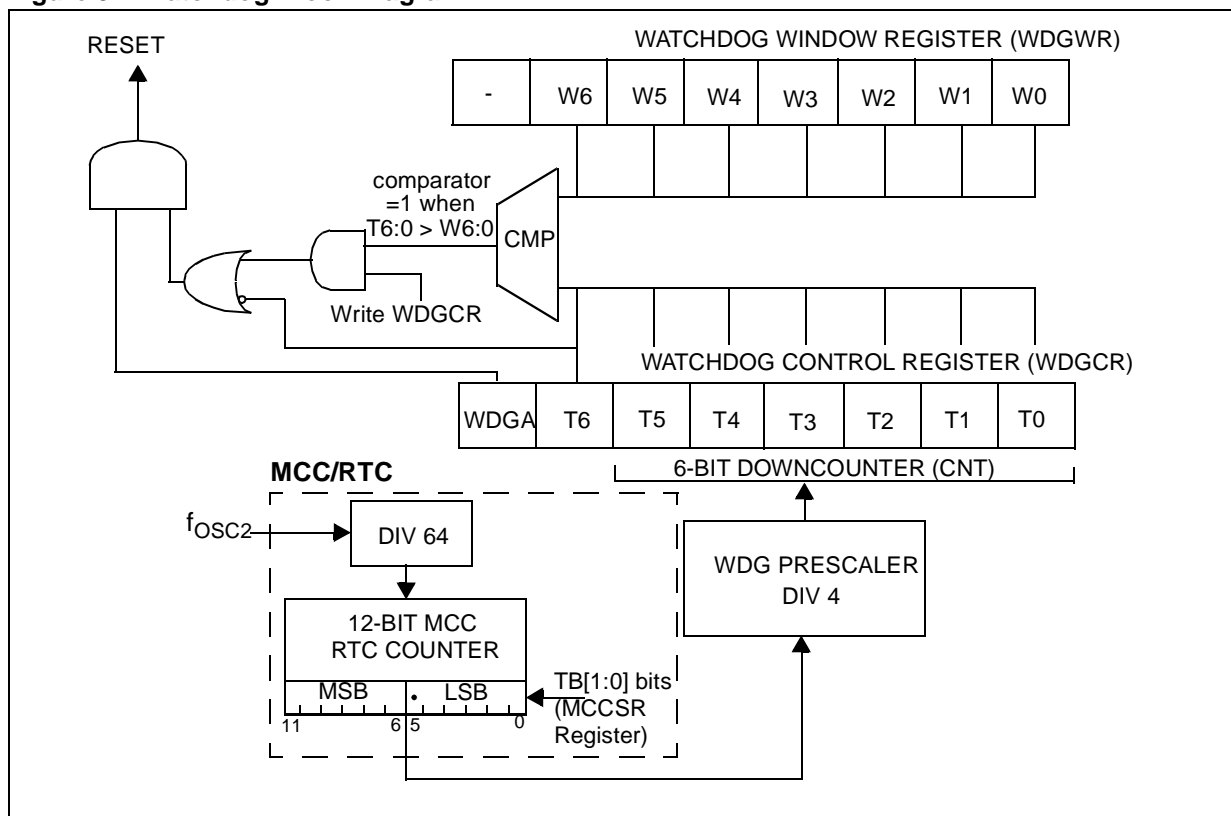 RESET
WATCHDOG WINDOW REGISTER (WDGWR)
- W6 W5 W4 W3 W2 W1 W0
comparator
=1 when
T6:0 > W6:0
CMP
Write WDGCR
WATCHDOG CONTROL REGISTER (WDGCR)
WDGA T6 T5 T4 T3 T2 T1 T0
6-BIT DOWNCOUNTER (CNT)
MCC/RTC
fOSC2
DIV 64
WDG PRESCALER
DIV 4
12-BIT MCC
RTC COUNTER
MSB LSB
11 6 5 0
TB[1:0] bits
(MCCSR
Register)